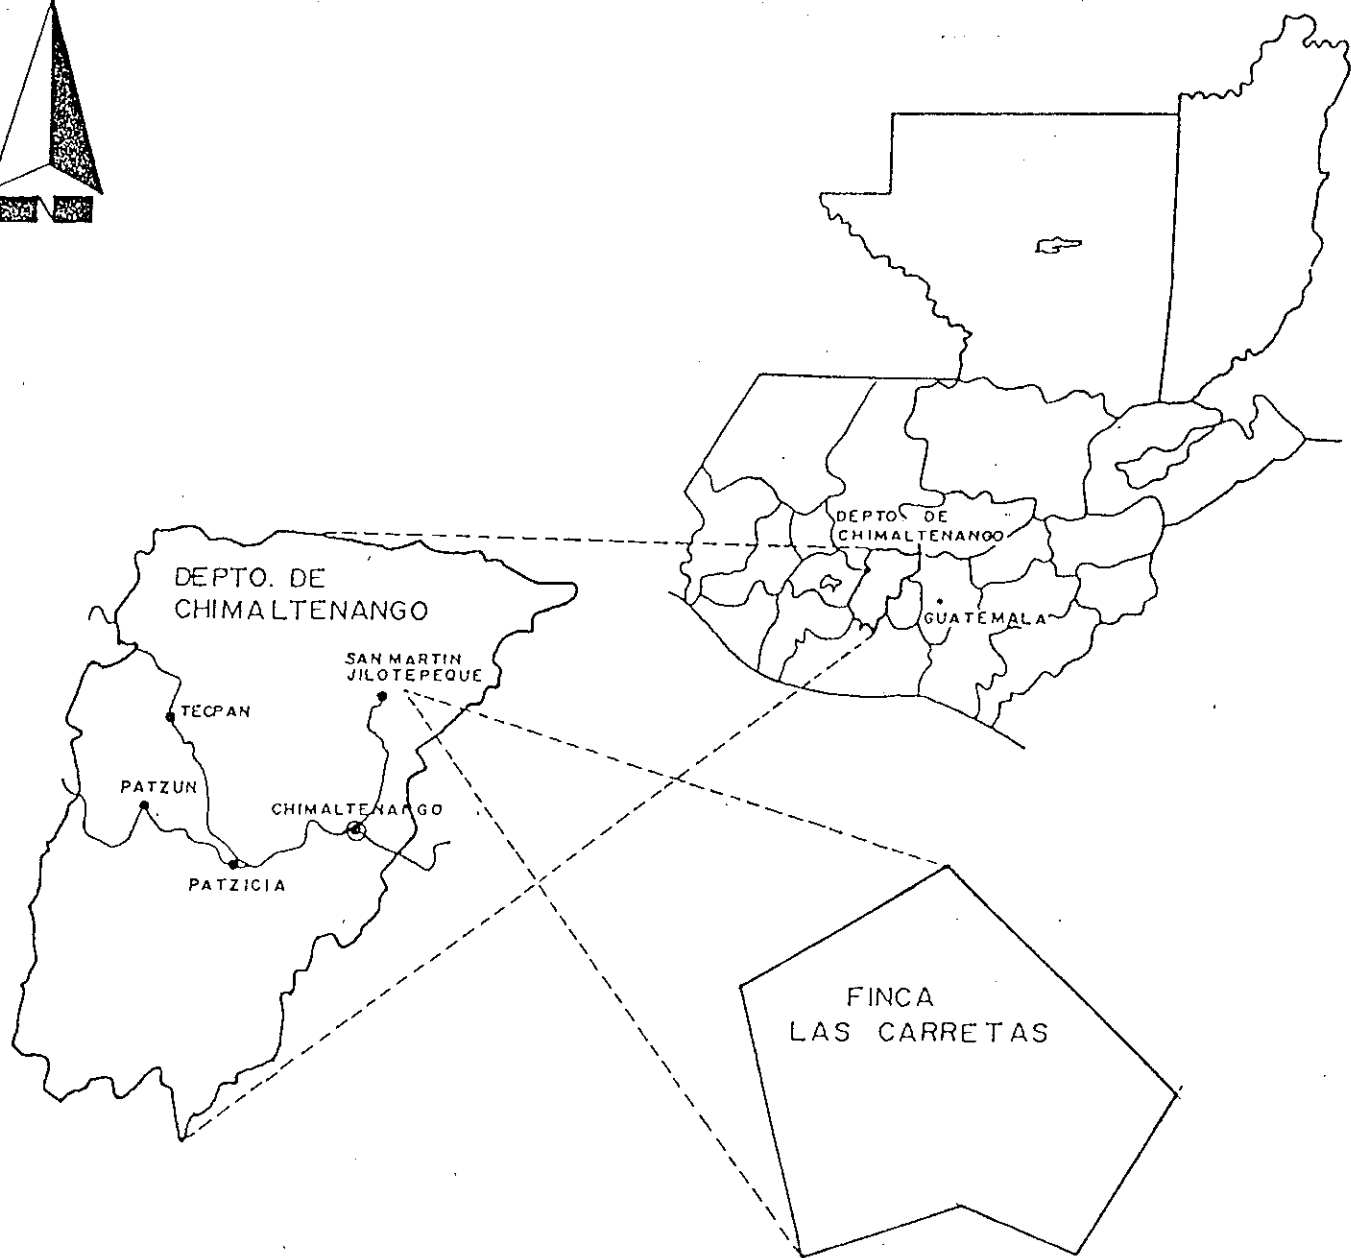 N
DEPTO. DE
CHIMALTENANGO
GUATEMALA
DEPTO. DE
CHIMALTENANGO
SAN MARTIN
JILOTEPEQUE
TECPAN
PATZUN
CHIMALTENANGO
PATZICIA
FINCA
LAS CARRETAS